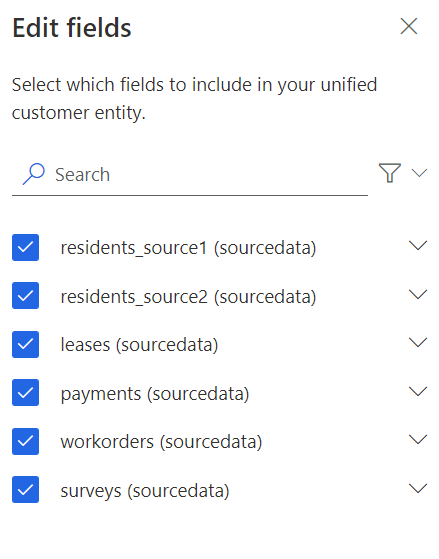 Edit fields
Select which fields to include in your unified
customer entity.
Search
residents_source1 (sourcedata)
residents_source2 (sourcedata)
leases (sourcedata)
payments (sourcedata)
workorders (sourcedata)
surveys (sourcedata)